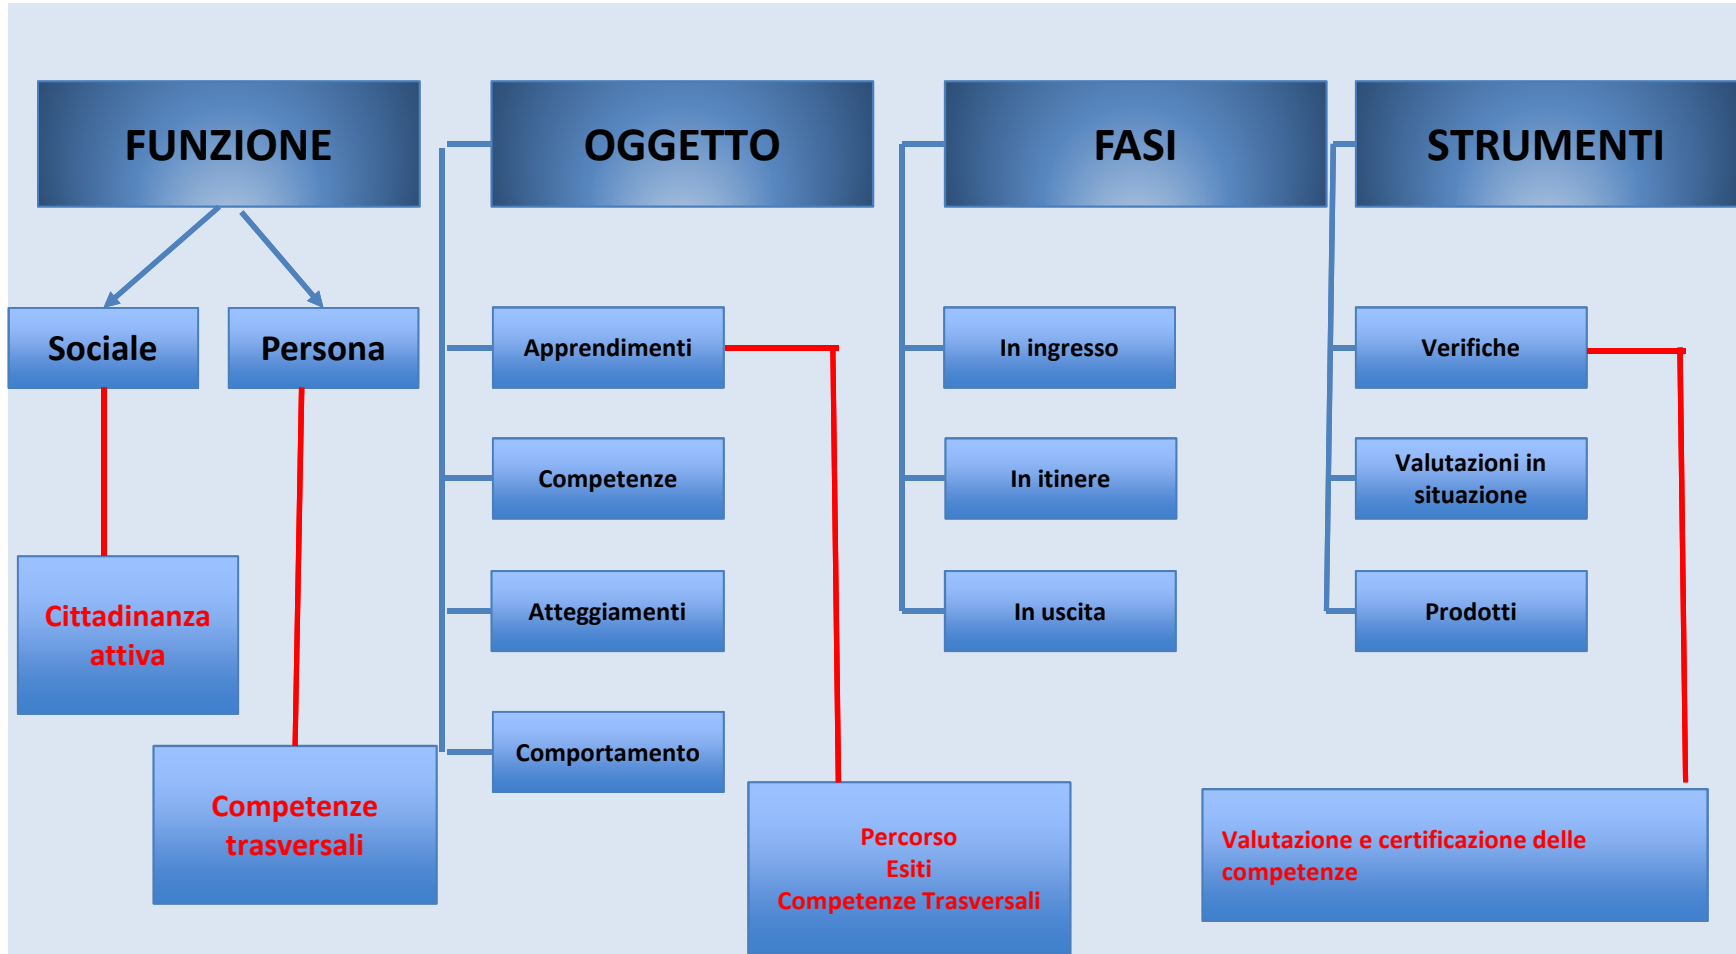 FUNZIONE
OGGETTO
FASI
STRUMENTI
Sociale
Persona
Apprendimenti
In ingresso
Verifiche
Competenze
In itinere
Valutazioni in
situazione
Cittadinanza
attiva
Atteggiamenti
In uscita
Prodotti
Comportamento
Competenze
trasversali
Percorso
Esiti
Competenze Trasversali
Valutazione e certificazione delle
competenze